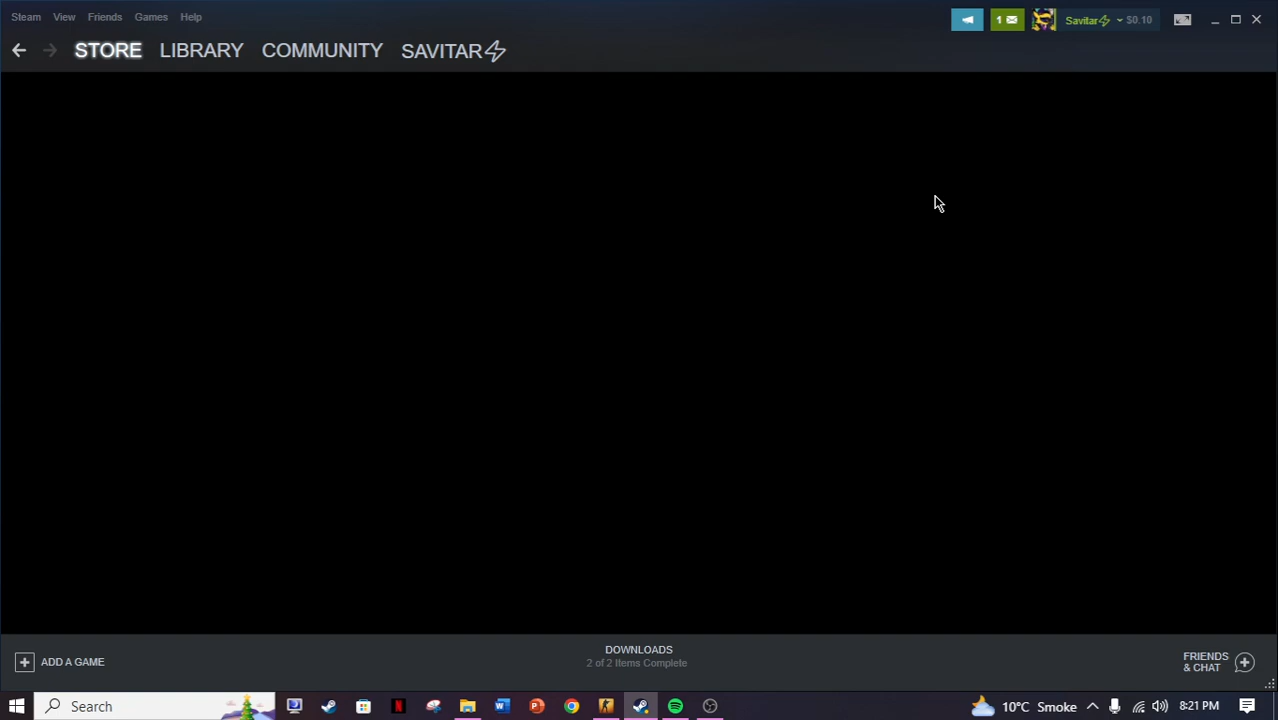 Steam View Friends Games Help
1 Savitar $0.10
STORE LIBRARY COMMUNITY SAVITAR
ADD A GAME
DOWNLOADS
2 of 2 Items Complete
FRIENDS
& CHAT
Search
10°C Smoke 8:21 PM